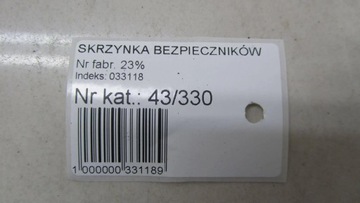 SKRZYNKA BEZPIECZNIKÓW
Nr fabr. 23%
Indeks: 033118
Nr kat.: 43/330
1 000000 331189